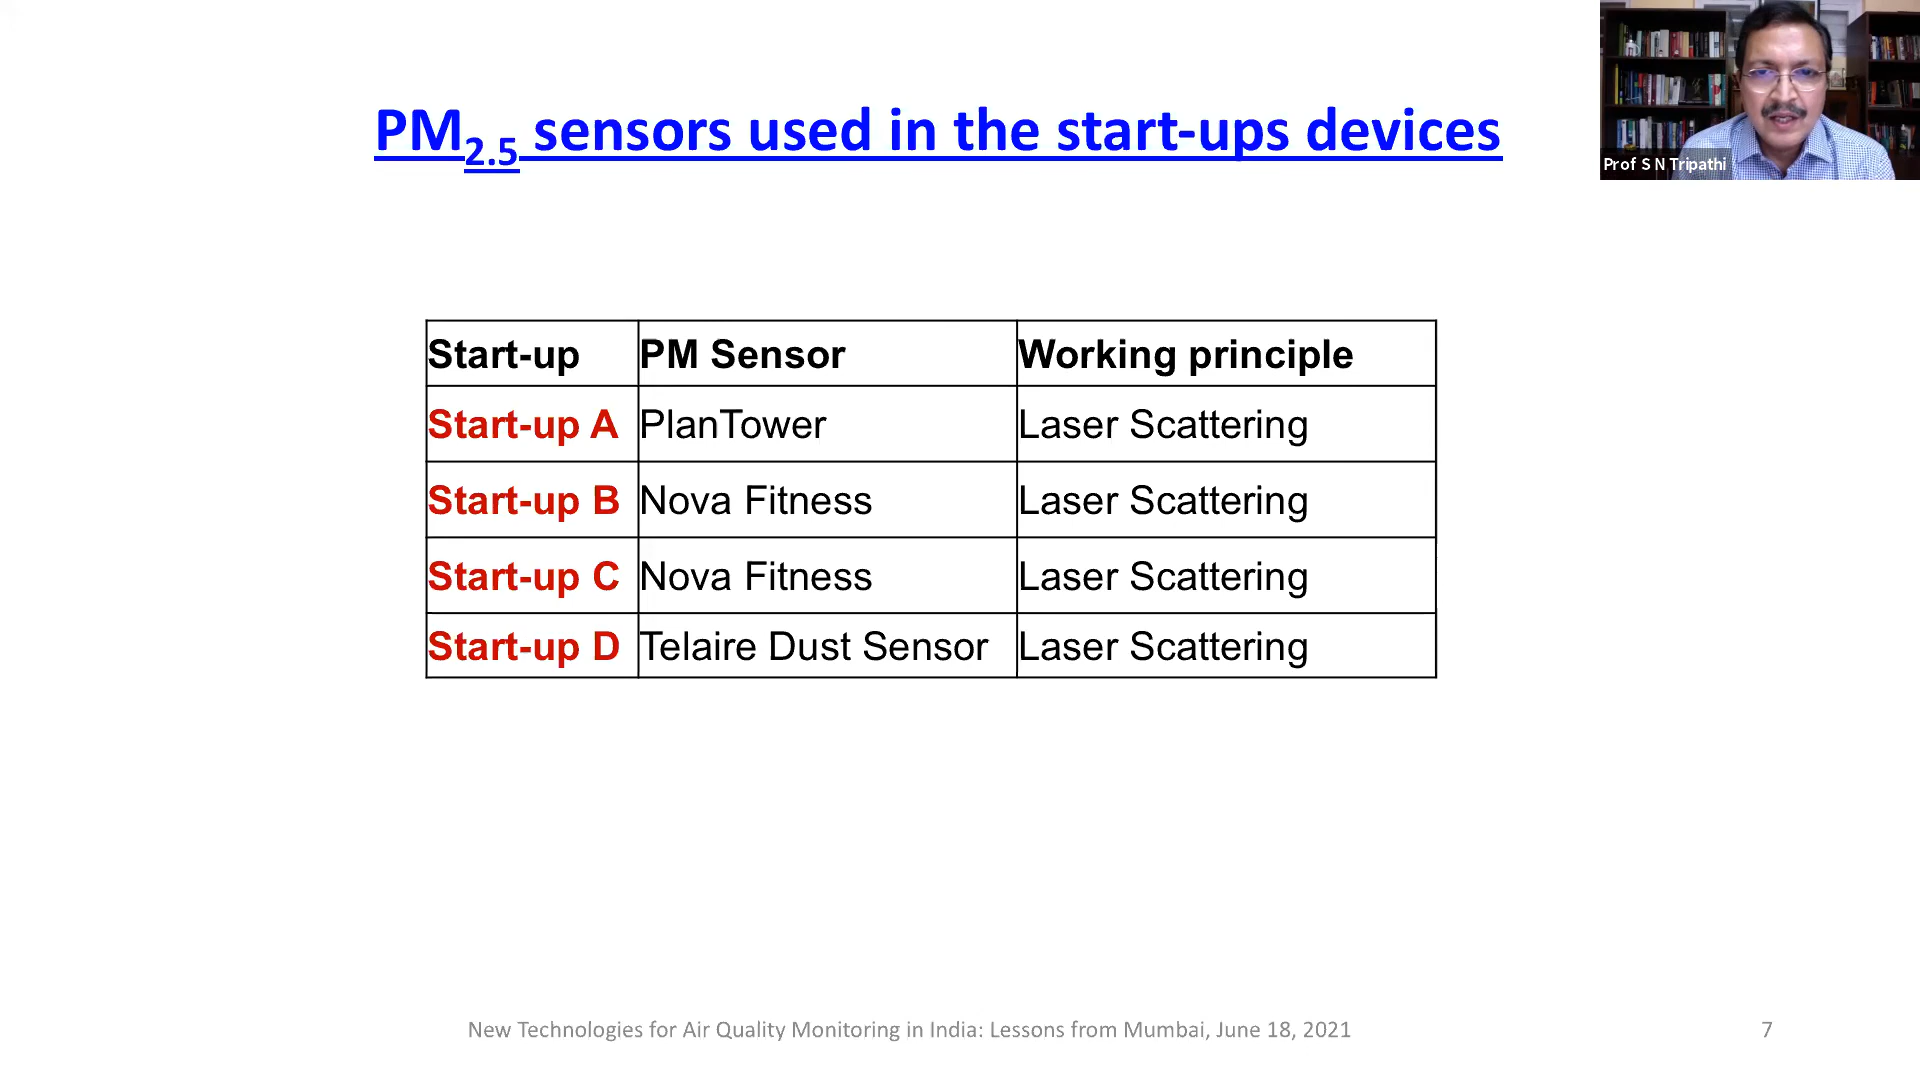 PM2.5 sensors used in the start-ups devices
Prof S N Tripathi
Start-up PM Sensor Working principle
Start-up A PlanTower Laser Scattering
Start-up B Nova Fitness Laser Scattering
Start-up C Nova Fitness Laser Scattering
Start-up D Telaire Dust Sensor Laser Scattering
New Technologies for Air Quality Monitoring in India: Lessons from Mumbai, June 18, 2021 7